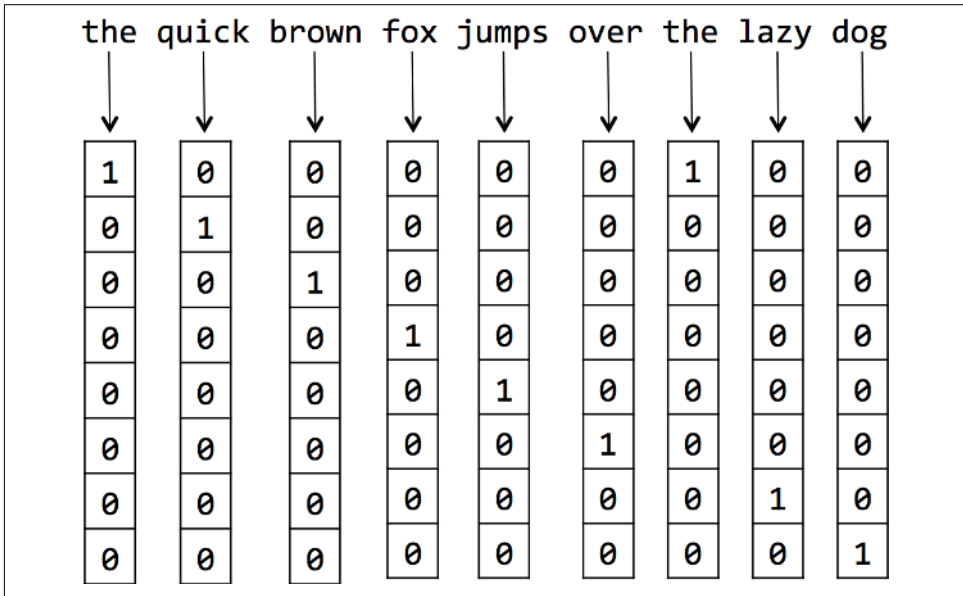 the quick brown fox jumps over the lazy dog
1 0 0 0 0 0 1 0 0
0 1 0 0 0 0 0 0 0
0 0 1 0 0 0 0 0 0
0 0 0 1 0 0 0 0 0
0 0 0 0 1 0 0 0 0
0 0 0 0 0 1 0 0 0
0 0 0 0 0 0 0 1 0
0 0 0 0 0 0 0 0 1